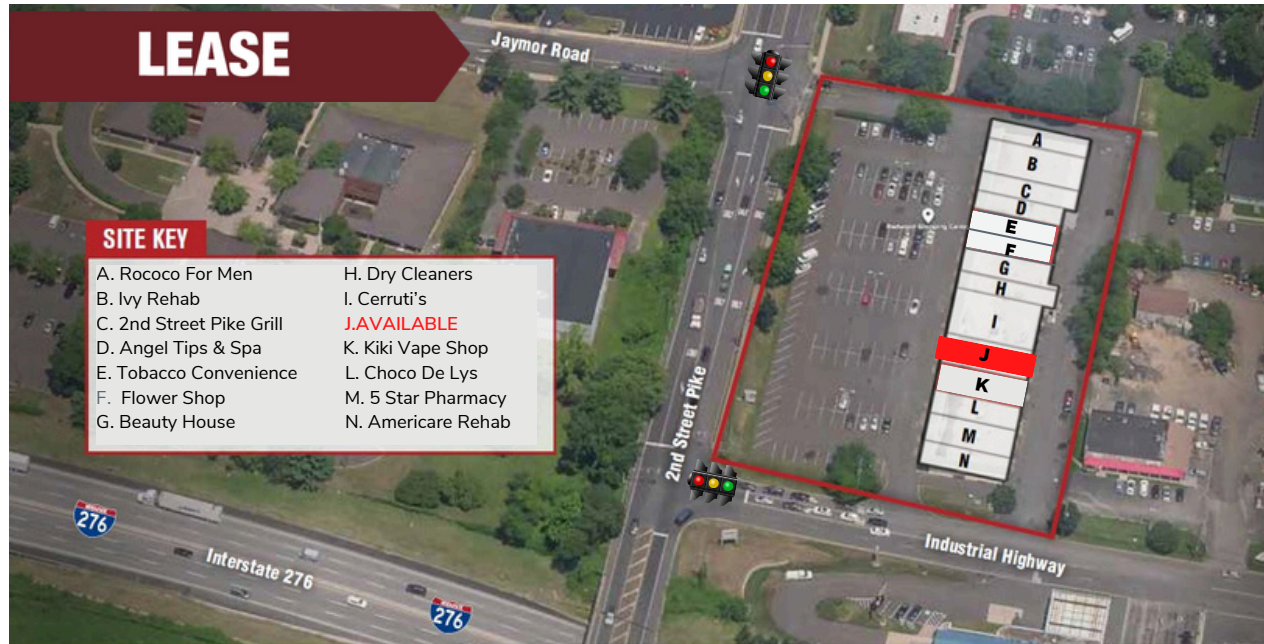 LEASE
Jaymor Road
SITE KEY
A. Rococo For Men
B. Ivy Rehab
C. 2nd Street Pike Grill
D. Angel Tips & Spa
E. Tobacco Convenience
F. Flower Shop
G. Beauty House
H. Dry Cleaners
I. Cerruti's
J.AVAILABLE
K. Kiki Vape Shop
L. Choco De Lys
M. 5 Star Pharmacy
N. Americare Rehab
A
B
C
D
E
F
G
H
I
J
K
L
M
N
2nd Street Pike
Industrial Highway
Interstate 276
276
276